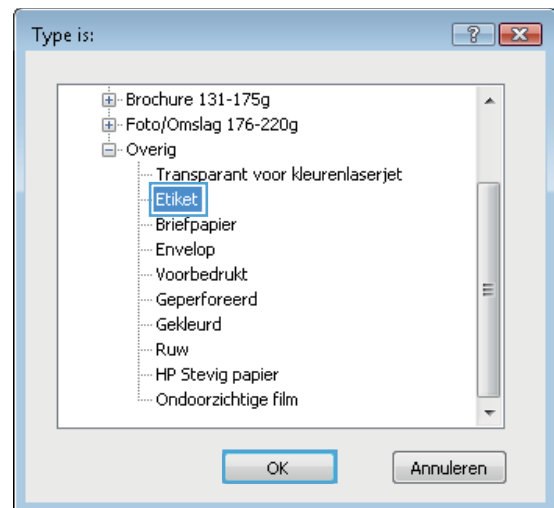 Type is:
Brochure 131-175g
Foto/Omslag 176-220g
Overig
Transparant voor kleurenlaserjet
Etiket
Briefpapier
Envelop
Voorbedrukt
Geperforeerd
Gekleurd
Ruw
HP Stevig papier
Ondoorzichtige film
OK Annuleren